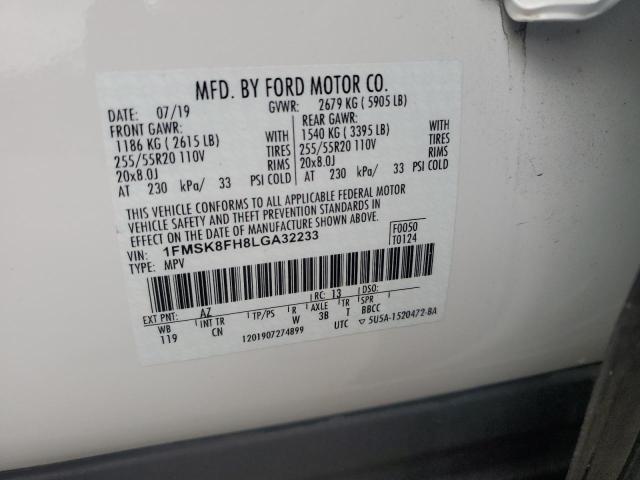 MFD. BY FORD MOTOR CO.
DATE: 07/19 GVWR: 2679 KG ( 5905 LB)
FRONT GAWR: REAR GAWR:
1186 KG ( 2615 LB) WITH 1540 KG ( 3395 LB) WITH
255/55R20 110V TIRES 255/55R20 110V TIRES
20x8.0J RIMS 20x8.0J RIMS
AT 230 kPa/ 33 PSI COLD AT 230 kPa/ 33 PSI COLD
THIS VEHICLE CONFORMS TO ALL APPLICABLE FEDERAL MOTOR
VEHICLE SAFETY AND THEFT PREVENTION STANDARDS IN
EFFECT ON THE DATE OF MANUFACTURE SHOWN ABOVE. F0050
VIN: 1FMSK8FH8LGA32233 T0124
TYPE: MPV
EXT PNT: AZ RC: 13 DSO:
WB INT TR TP/PS R AXLE TR SPR
119 CN W 3B T BBCC
1201907274899 UTC ▽ 5U5A-1520472-BA